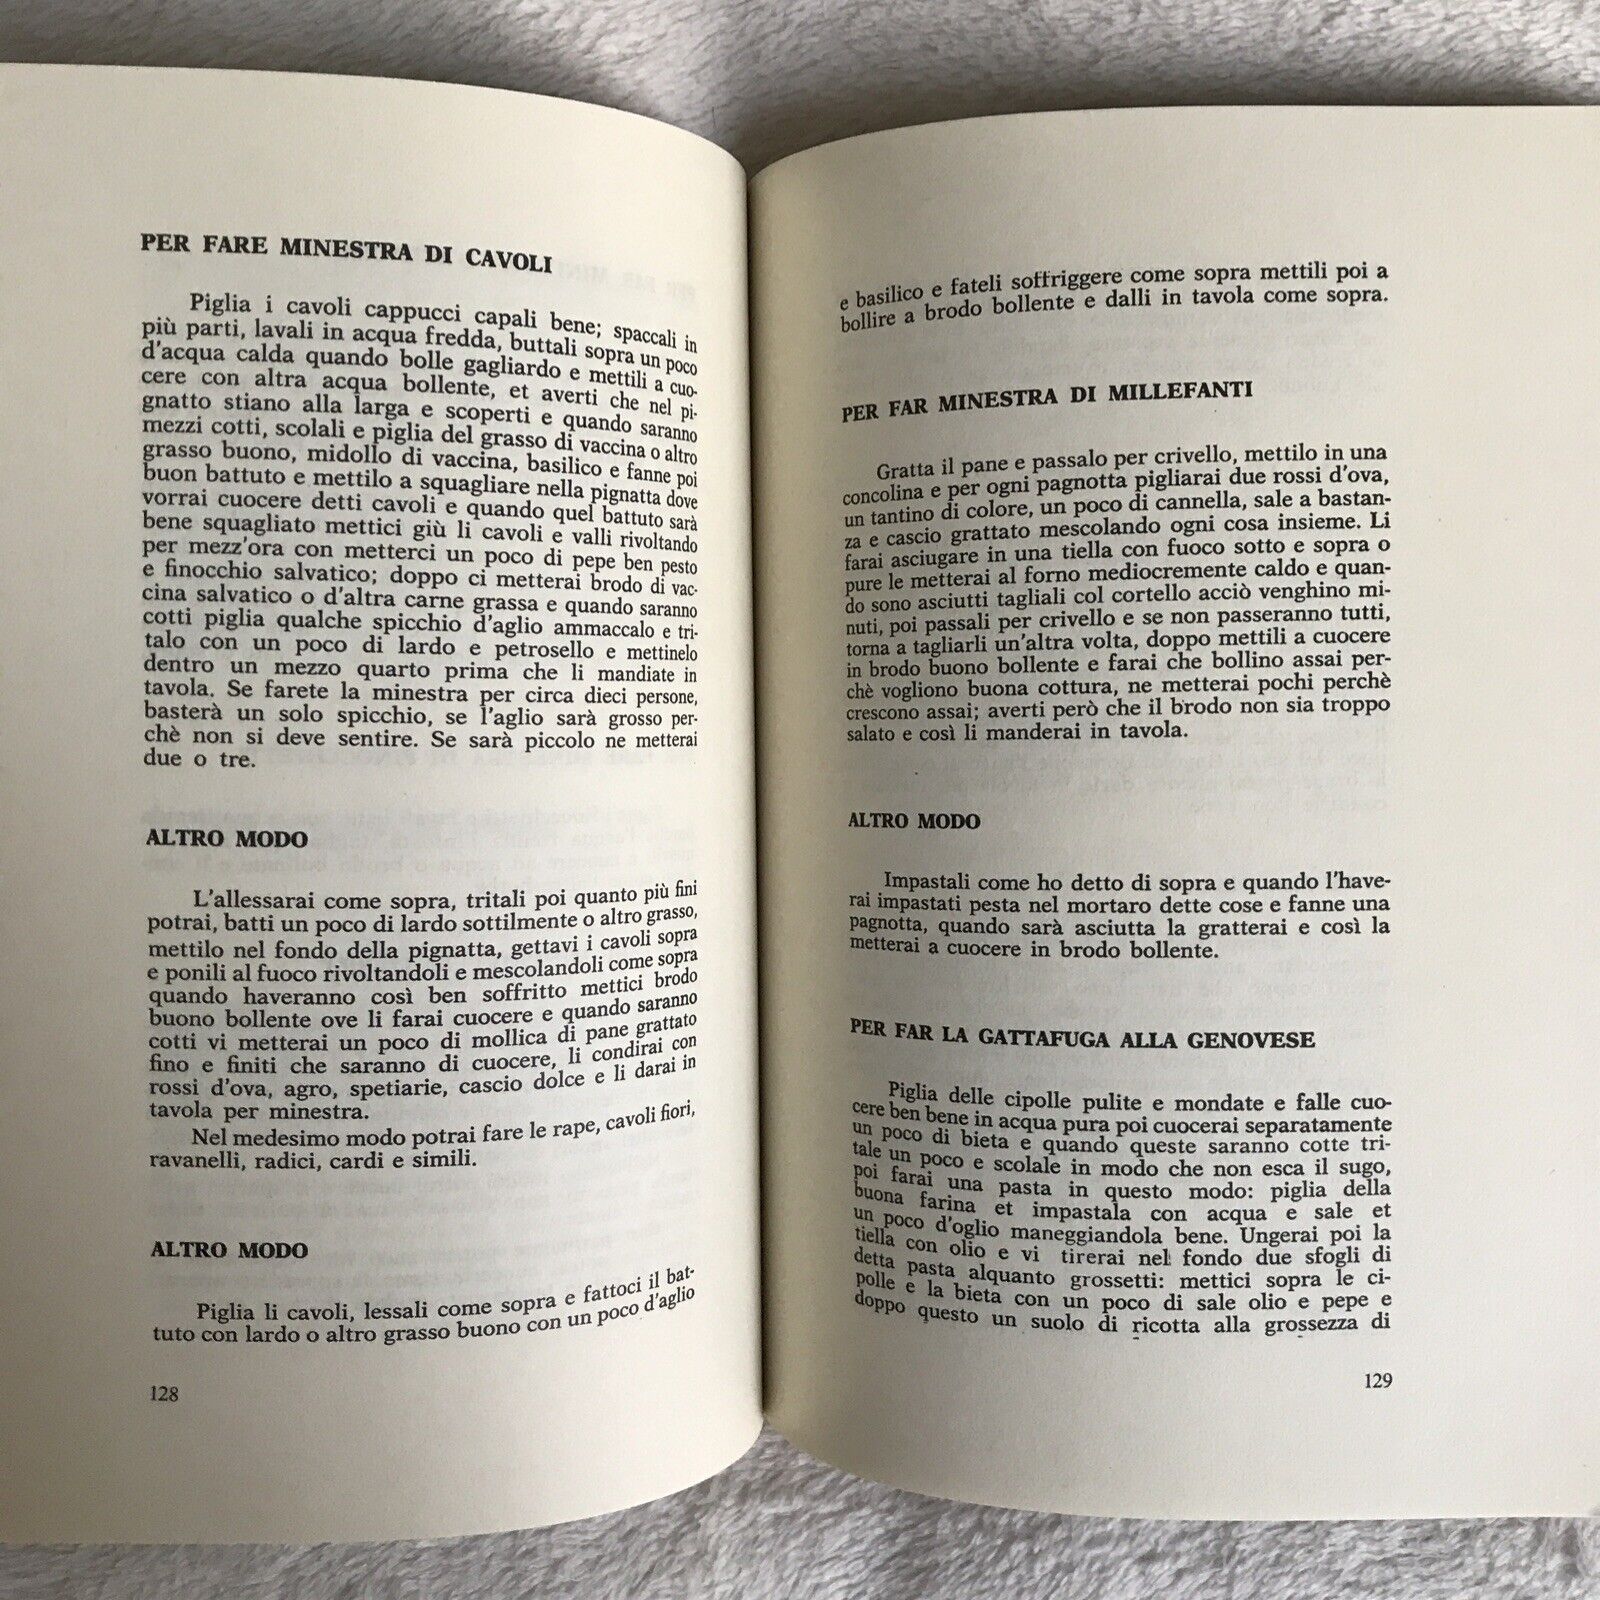 PER FARE MINESTRA DI CAVOLI
Piglia i cavoli cappucci capali bene; spaccali in
più parti, lavali in acqua fredda, buttali sopra un poco
d'acqua calda quando bolle gagliardo e mettili a cuo-
cere con altra acqua bollente, et averti che nel pi-
gnatto stiano alla larga e scoperti e quando saranno
mezzi cotti, scolali e piglia del grasso di vaccina o altro
grasso buono, midollo di vaccina, basilico e fanne poi
buon battuto e mettilo a squagliare nella pignatta dove
vorrai cuocere detti cavoli e quando quel battuto sarà
bene squagliato mettici giù li cavoli e valli rivoltando
per mezz'ora con metterci un poco di pepe ben pesto
e finocchio salvatico; doppo ci metterai brodo di vac-
cina salvatico o d'altra carne grassa e quando saranno
cotti piglia qualche spicchio d'aglio ammaccalo e tri-
talo con un poco di lardo e petrosello e mettinelo
dentro un mezzo quarto prima che li mandiate in
tavola. Se farete la minestra per circa dieci persone,
basterà un solo spicchio, se l'aglio sarà grosso per-
chè non si deve sentire. Se sarà piccolo ne metterai
due o tre.
ALTRO MODO
L'allessarai come sopra, tritali poi quanto più fini
potrai, batti un poco di lardo sottilmente o altro grasso,
mettilo nel fondo della pignatta, gettavi i cavoli sopra
e ponili al fuoco rivoltandoli e mescolandoli come sopra
quando haveranno così ben soffritto mettici brodo
buono bollente ove li farai cuocere e quando saranno
cotti vi metterai un poco di mollica di pane grattato
fino e finiti che saranno di cuocere, li condirai con
rossi d'ova, agro, spetiarie, cascio dolce e li darai in
tavola per minestra.
Nel medesimo modo potrai fare le rape, cavoli fiori,
ravanelli, radici, cardi e simili.
ALTRO MODO
Piglia li cavoli, lessali come sopra e fattoci il bat-
tuto con lardo o altro grasso buono con un poco d'aglio
128
e basilico e fateli soffriggere come sopra mettili poi a
bollire a brodo bollente e dalli in tavola come sopra.
PER FAR MINESTRA DI MILLEFANTI
Gratta il pane e passalo per crivello, mettilo in una
concolina e per ogni pagnotta pigliarai due rossi d'ova,
un tantino di colore, un poco di cannella, sale a bastan-
za e cascio grattato mescolando ogni cosa insieme. Li
farai asciugare in una tiella con fuoco sotto e sopra o
pure le metterai al forno mediocremente caldo e quan-
do sono asciutti tagliali col cortello acciò venghino mi-
nuti, poi passali per crivello e se non passeranno tutti,
torna a tagliarli un'altra volta, doppo mettili a cuocere
in brodo buono bollente e farai che bollino assai per-
chè vogliono buona cottura, ne metterai pochi perchè
crescono assai; averti però che il brodo non sia troppo
salato e così li manderai in tavola.
ALTRO MODO
Impastali come ho detto di sopra e quando l'have-
rai impastati pesta nel mortaro dette cose e fanne una
pagnotta, quando sarà asciutta la gratterai e così la
metterai a cuocere in brodo bollente.
PER FAR LA GATTAFUGA ALLA GENOVESE
Piglia delle cipolle pulite e mondate e falle cuo-
cere ben bene in acqua pura poi cuocerai separatamente
un poco di bieta e quando queste saranno cotte tri-
tale un poco e scolale in modo che non esca il sugo,
poi farai una pasta in questo modo: piglia della
buona farina et impastala con acqua e sale et
un poco d'oglio maneggiandola bene. Ungerai poi la
tiella con olio e vi tirerai nel fondo due sfogli di
detta pasta alquanto grossetti: mettici sopra le ci-
polle e la bieta con un poco di sale olio e pepe e
doppo questo un suolo di ricotta alla grossezza di
129